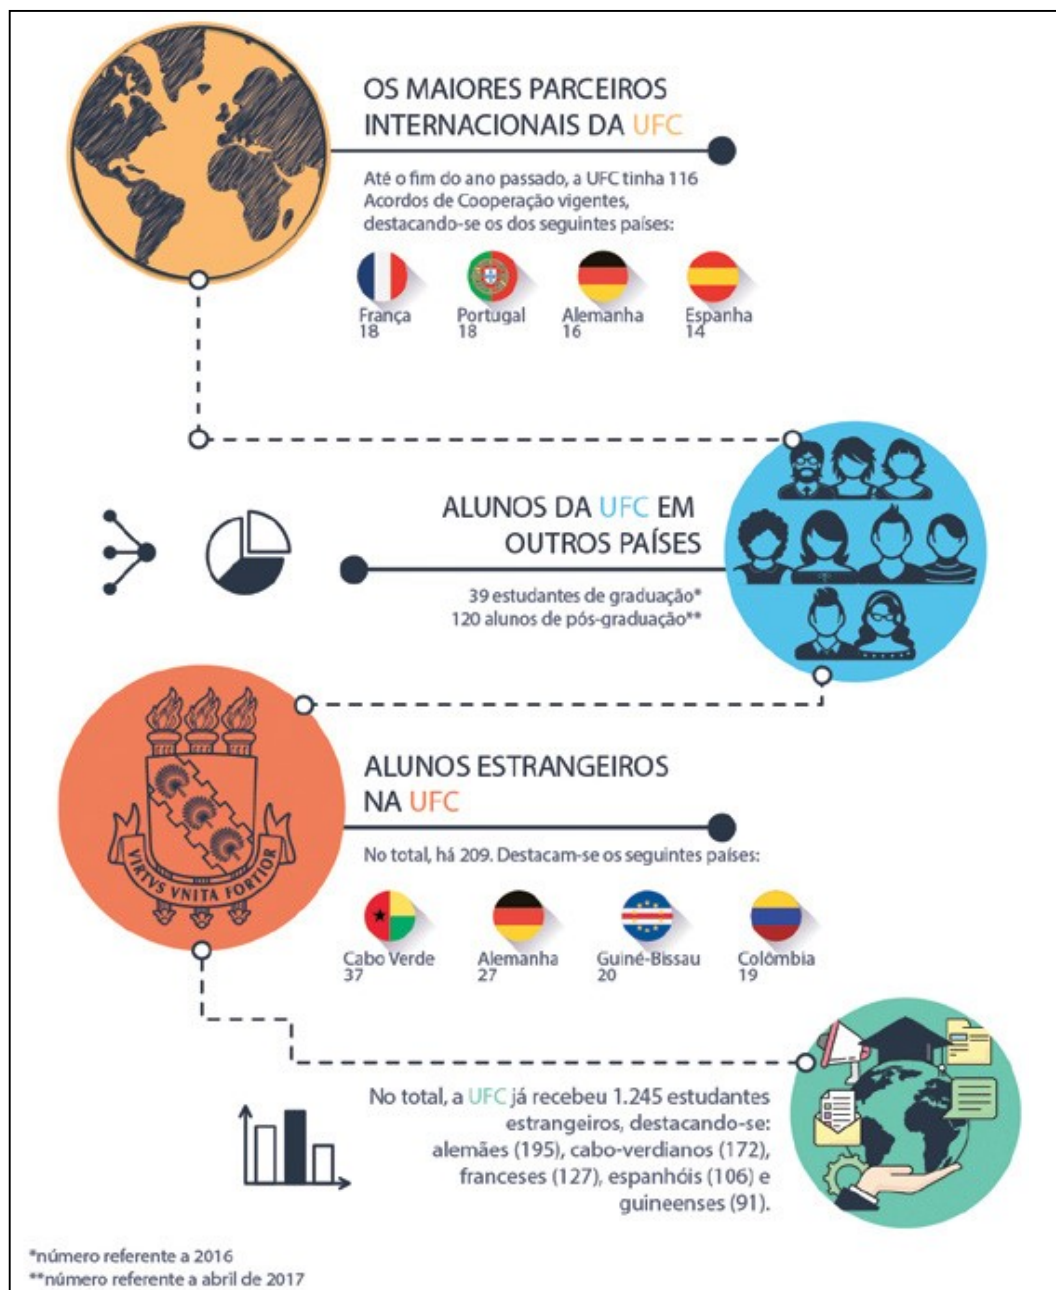 OS MAIORES PARCEIROS
INTERNACIONAIS DA UFC
Até o fim do ano passado, a UFC tinha 116
Acordos de Cooperação vigentes,
destacando-se os dos seguintes países:
França Portugal Alemanha Espanha
18 18 16 14
ALUNOS DA UFC EM
OUTROS PAÍSES
39 estudantes de graduação*
120 alunos de pós-graduação**
VIRTVS VNITA FORTIOR
ALUNOS ESTRANGEIROS
NA UFC
No total, há 209. Destacam-se os seguintes países:
Cabo Verde Alemanha Guiné-Bissau Colômbia
37 27 20 19
No total, a UFC já recebeu 1.245 estudantes
estrangeiros, destacando-se:
alemães (195), cabo-verdianos (172),
franceses (127), espanhóis (106) e
guineenses (91).
*número referente a 2016
**número referente a abril de 2017